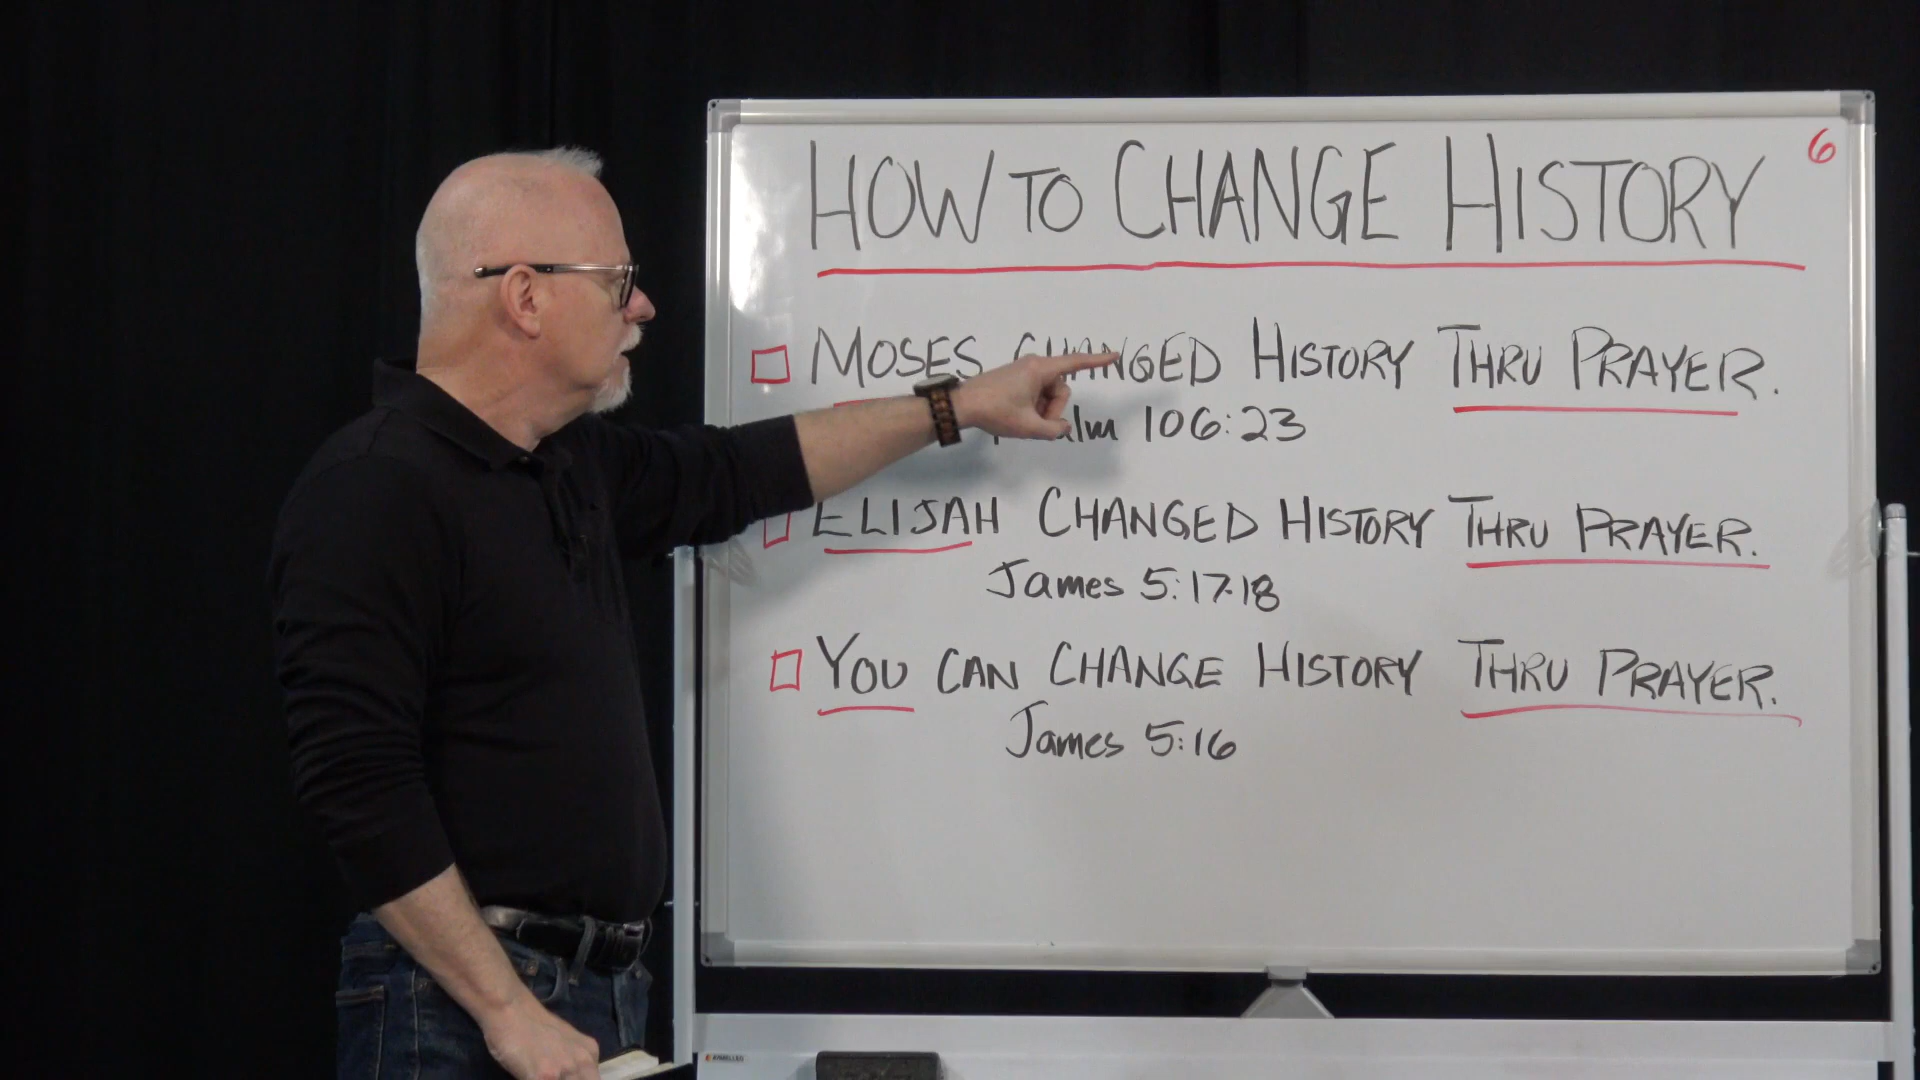 HOW TO CHANGE HISTORY
6
MOSES CHANGED HISTORY THRU PRAYER.
106:23
ELIJAH CHANGED HISTORY THRU PRAYER.
James 5:17-18
YOU CAN CHANGE HISTORY THRU PRAYER.
James 5:16